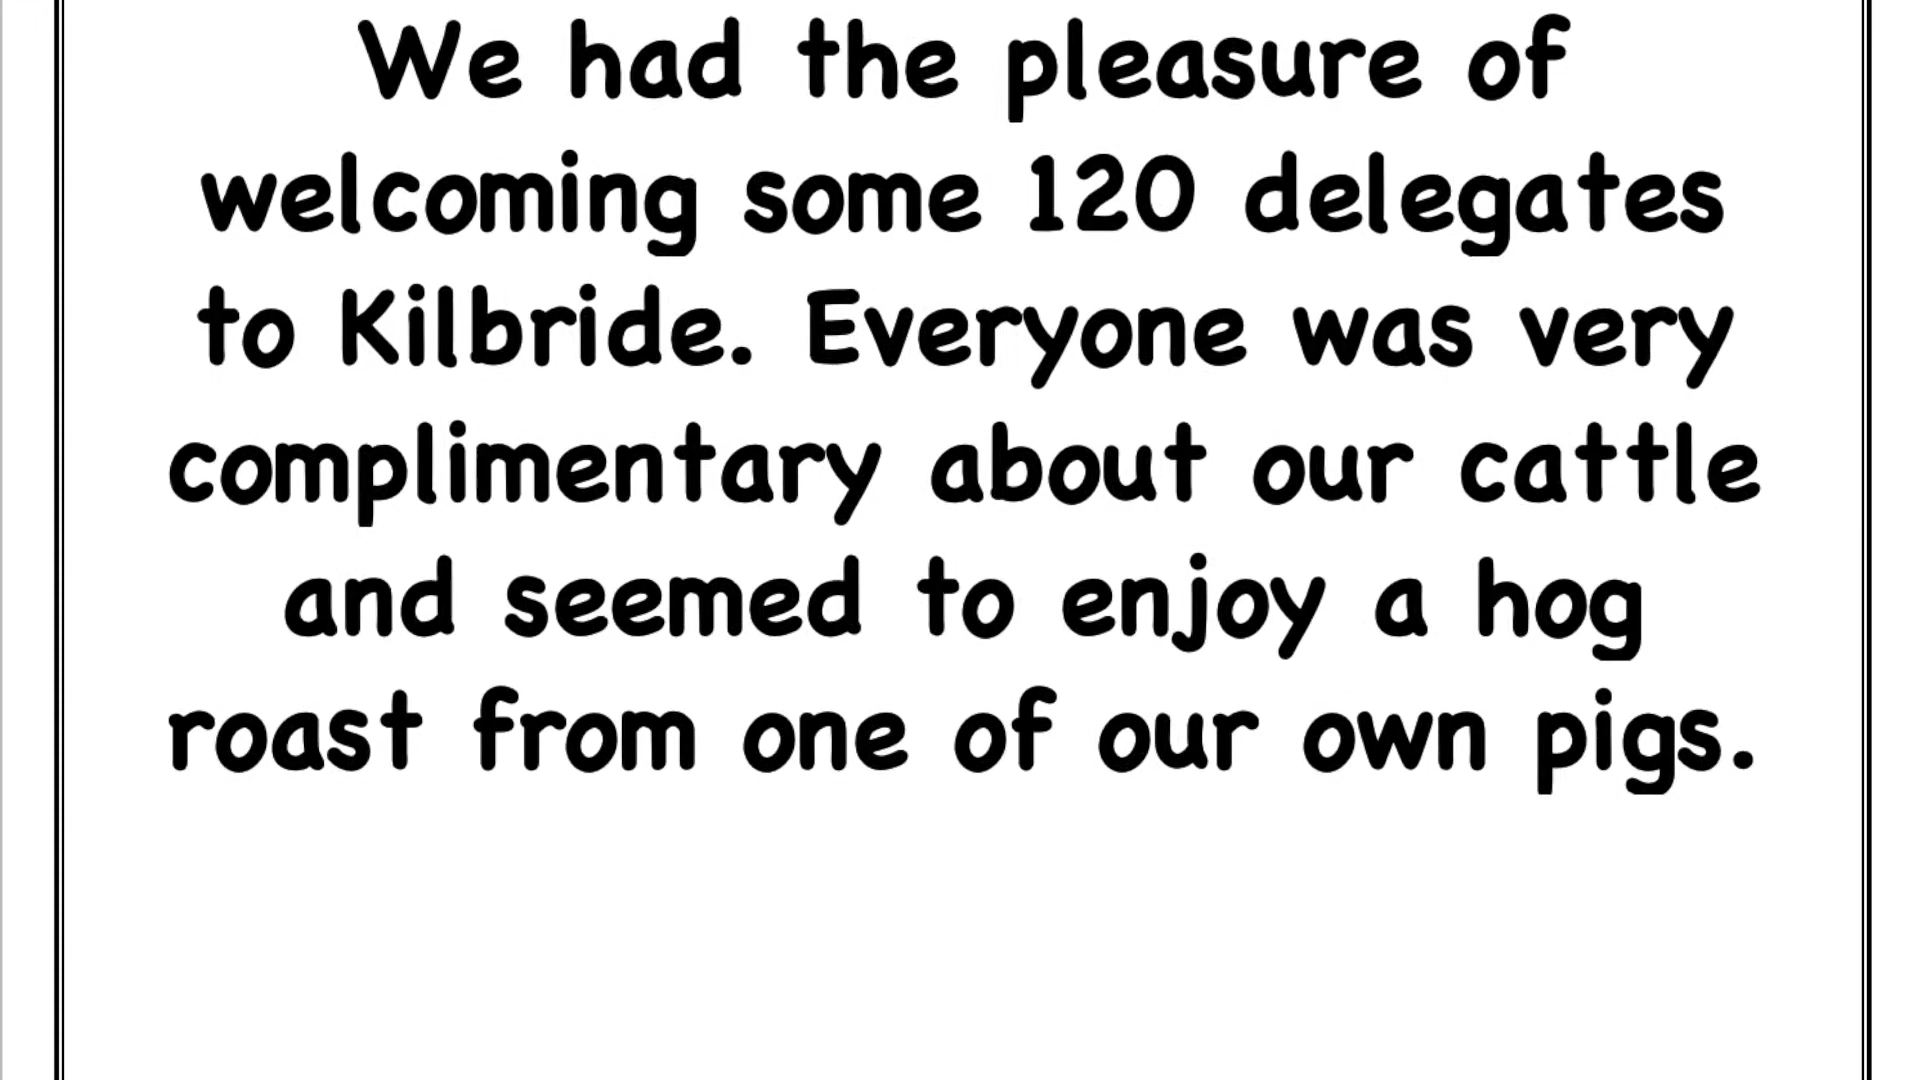 We had the pleasure of
welcoming some 120 delegates
to Kilbride. Everyone was very
complimentary about our cattle
and seemed to enjoy a hog
roast from one of our own pigs.